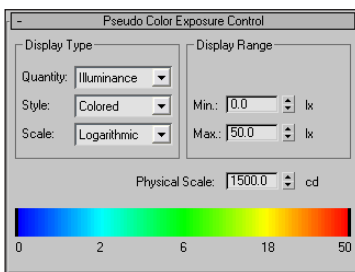 - Pseudo Color Exposure Control
Display Type
Quantity: Illuminance
Style: Colored
Scale: Logarithmic
Display Range
Min.: 0.0 lx
Max.: 50.0 lx
Physical Scale: 1500.0 cd
0 2 6 18 50